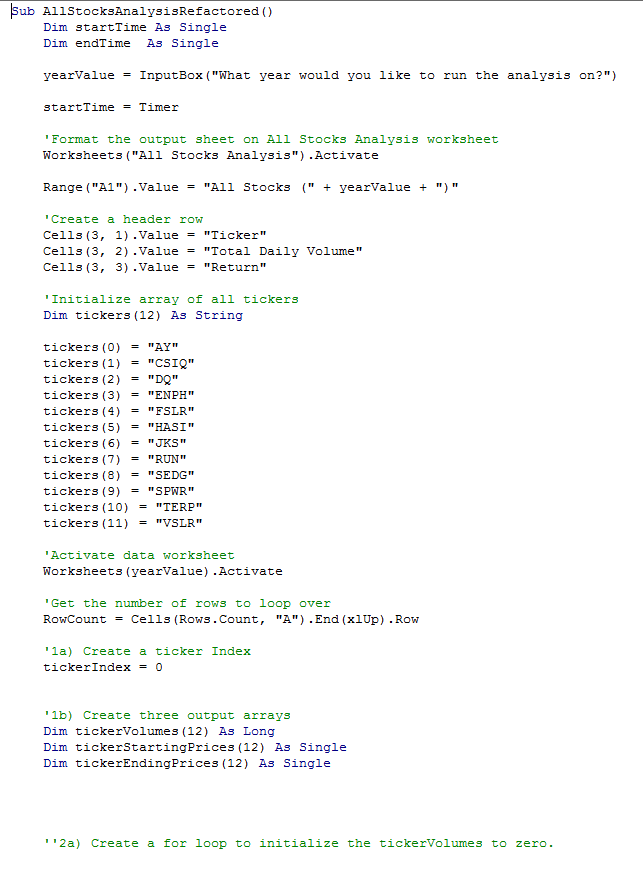 Sub AllStocksAnalysisRefactored()
    Dim startTime As Single
    Dim endTime  As Single

    yearValue = InputBox("What year would you like to run the analysis on?")

    startTime = Timer

    'Format the output sheet on All Stocks Analysis worksheet
    Worksheets("All Stocks Analysis").Activate

    Range("A1").Value = "All Stocks (" + yearValue + ")"

    'Create a header row
    Cells(3, 1).Value = "Ticker"
    Cells(3, 2).Value = "Total Daily Volume"
    Cells(3, 3).Value = "Return"

    'Initialize array of all tickers
    Dim tickers(12) As String

    tickers(0) = "AY"
    tickers(1) = "CSIQ"
    tickers(2) = "DQ"
    tickers(3) = "ENPH"
    tickers(4) = "FSLR"
    tickers(5) = "HASI"
    tickers(6) = "JKS"
    tickers(7) = "RUN"
    tickers(8) = "SEDG"
    tickers(9) = "SPWR"
    tickers(10) = "TERP"
    tickers(11) = "VSLR"

    'Activate data worksheet
    Worksheets(yearValue).Activate

    'Get the number of rows to loop over
    RowCount = Cells(Rows.Count, "A").End(xlUp).Row

    '1a) Create a ticker Index
    tickerIndex = 0

    '1b) Create three output arrays
    Dim tickerVolumes(12) As Long
    Dim tickerStartingPrices(12) As Single
    Dim tickerEndingPrices(12) As Single

    ''2a) Create a for loop to initialize the tickerVolumes to zero.